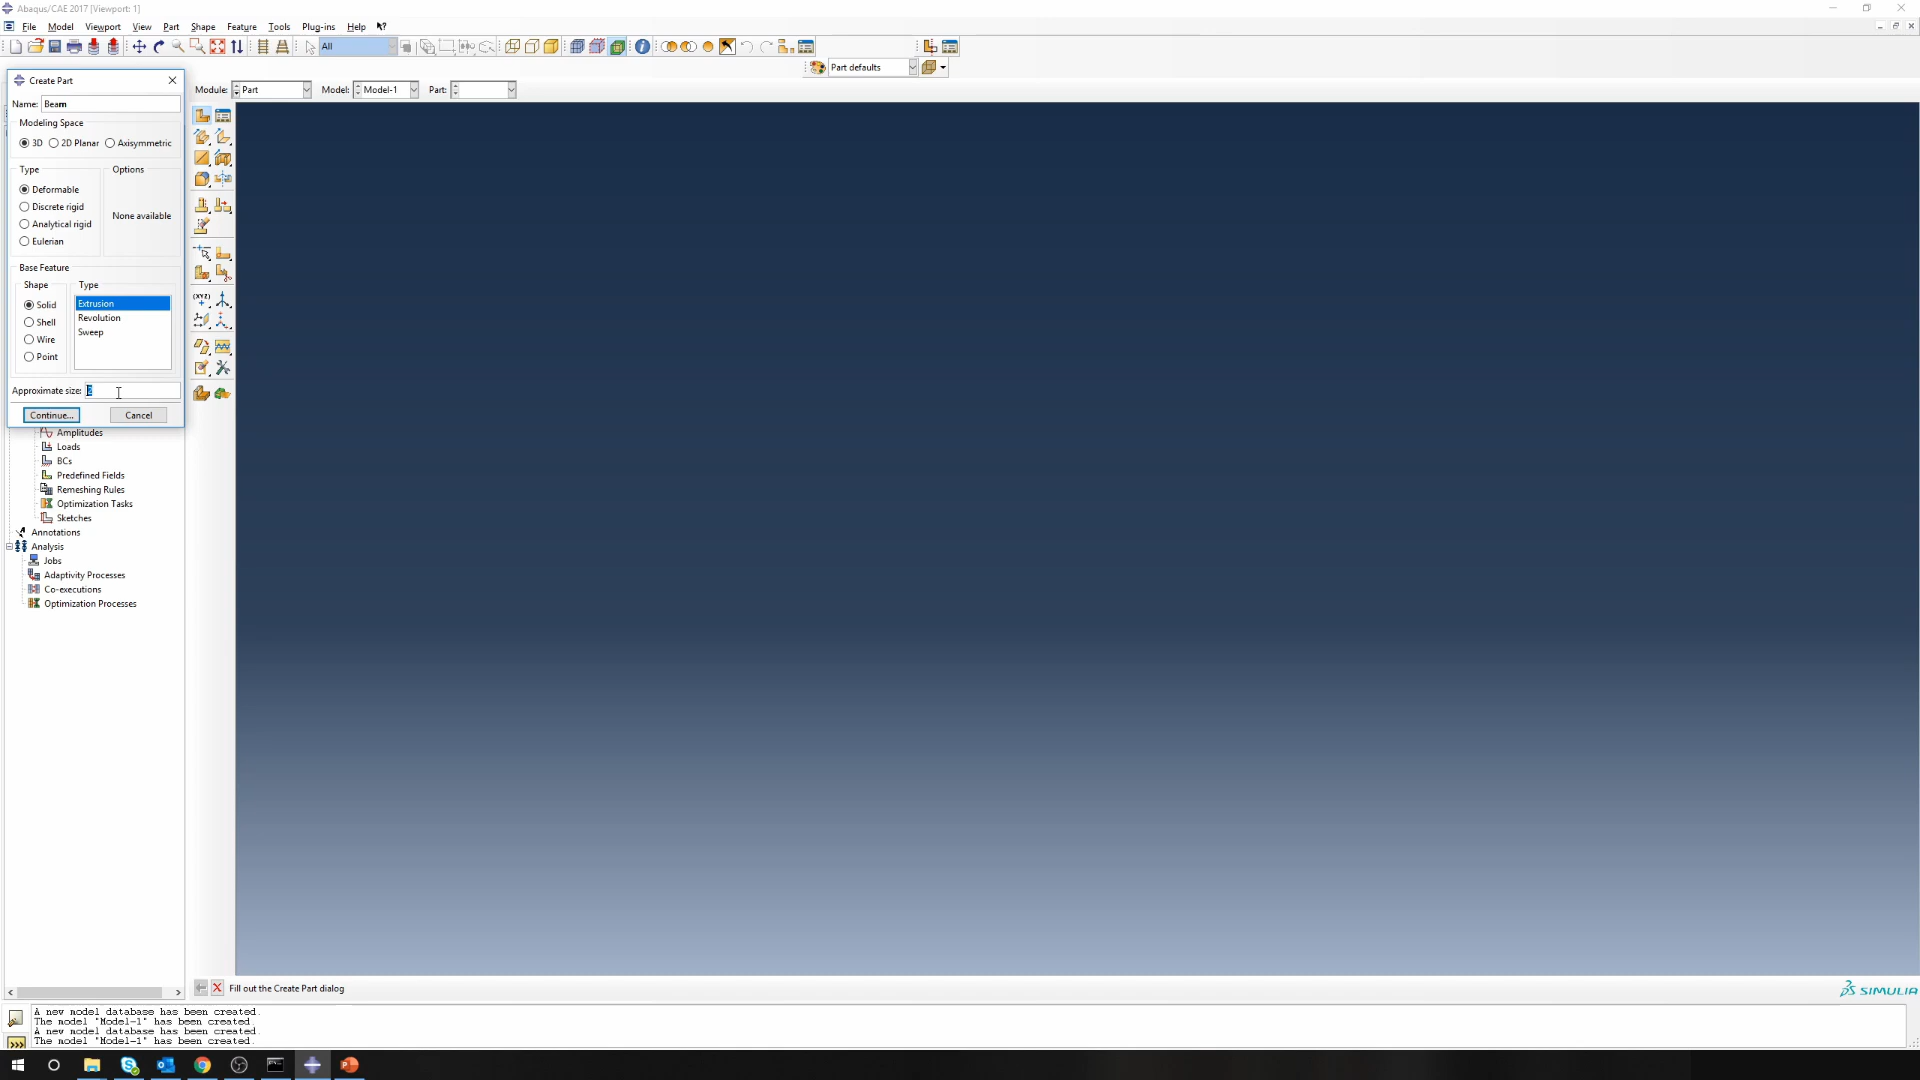 Abaqus/CAE 2017 [Viewport: 1]
File Model Viewport View Part Shape Feature Tools Plug-ins Help
All
Part defaults
Create Part
Module: Part Model: Model-1 Part:
Name: Beam
Modeling Space
3D 2D Planar Axisymmetric
Type Options
Deformable
Discrete rigid
None available
Analytical rigid
Eulerian
Base Feature
Shape Type
Solid Extrusion
Shell Revolution
Wire Sweep
Point
Approximate size:
Continue... Cancel
Amplitudes
Loads
BCs
Predefined Fields
Remeshing Rules
Optimization Tasks
Sketches
Annotations
Analysis
Jobs
Adaptivity Processes
Co-executions
Optimization Processes
(XYZ)
Fill out the Create Part dialog
SIMULIA
A new model database has been created.
The model "Model-1" has been created.
A new model database has been created.
The model "Model-1" has been created.
>>>